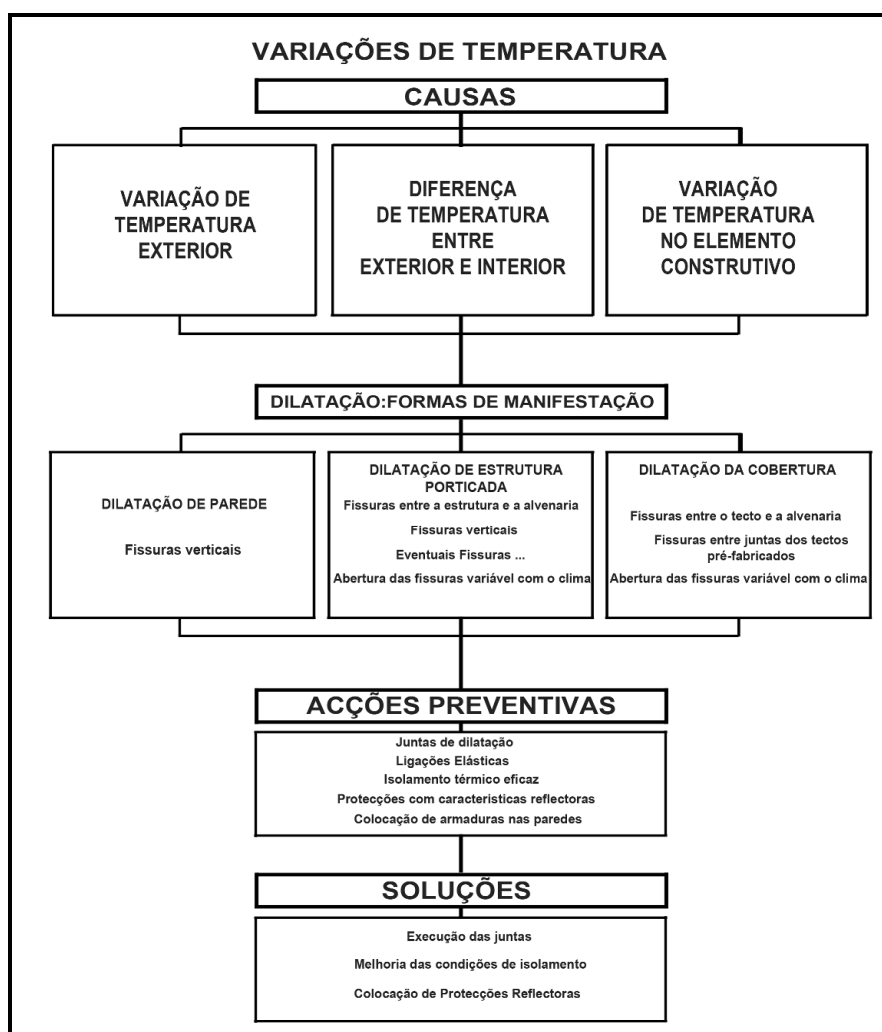 VARIAÇÕES DE TEMPERATURA
CAUSAS
VARIAÇÃO DE
TEMPERATURA
EXTERIOR
DIFERENÇA
DE TEMPERATURA
ENTRE
EXTERIOR E INTERIOR
VARIAÇÃO
DE TEMPERATURA
NO ELEMENTO
CONSTRUTIVO
DILATAÇÃO:FORMAS DE MANIFESTAÇÃO
DILATAÇÃO DE PAREDE
Fissuras verticais
DILATAÇÃO DE ESTRUTURA
PORTICADA
Fissuras entre a estrutura e a alvenaria
Fissuras verticais
Eventuais Fissuras ...
Abertura das fissuras variável com o clima
DILATAÇÃO DA COBERTURA
Fissuras entre o tecto e a alvenaria
Fissuras entre juntas dos tectos
pré-fabricados
Abertura das fissuras variável com o clima
ACÇÕES PREVENTIVAS
Juntas de dilatação
Ligações Elásticas
Isolamento térmico eficaz
Protecções com caracteristicas reflectoras
Colocação de armaduras nas paredes
SOLUÇÕES
Execução das juntas
Melhoria das condições de isolamento
Colocação de Protecções Reflectoras